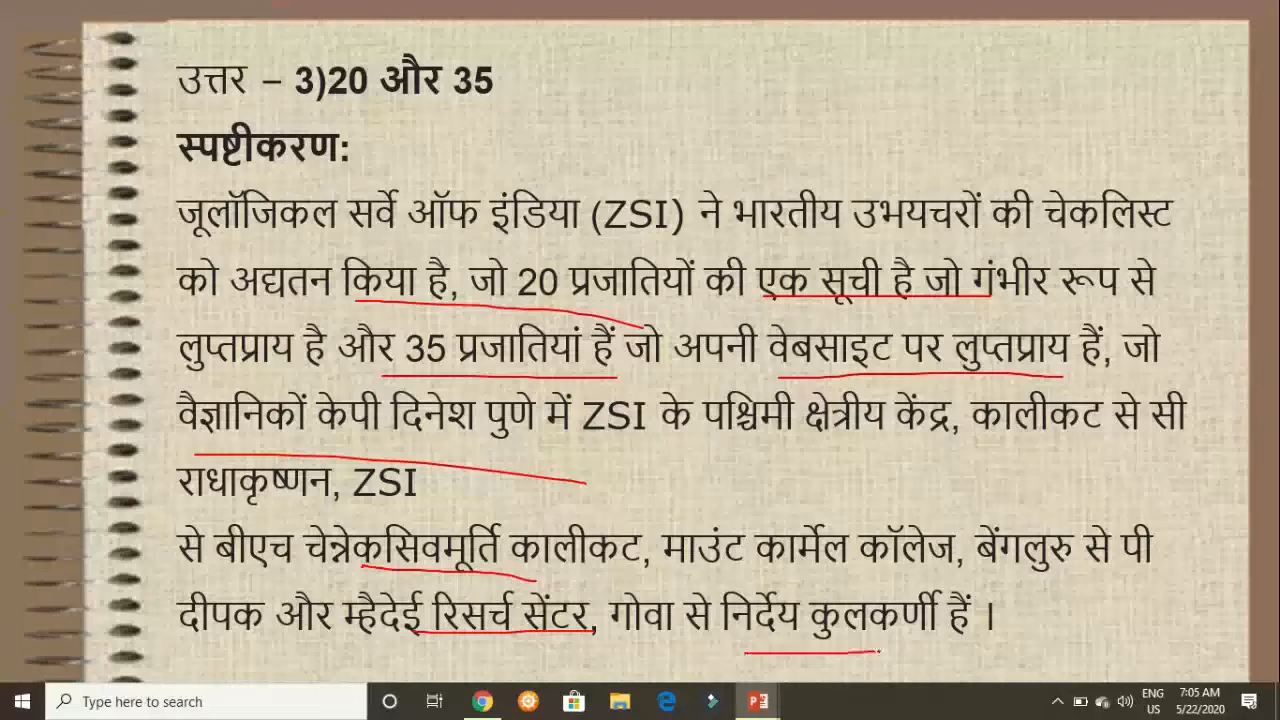 उत्तर – 3)20 और 35
स्पष्टीकरण:
जूलॉजिकल सर्वे ऑफ इंडिया (ZSI) ने भारतीय उभयचरों की चेकलिस्ट
को अद्यतन किया है, जो 20 प्रजातियों की एक सूची है जो गंभीर रूप से
लुप्तप्राय है और 35 प्रजातियां हैं जो अपनी वेबसाइट पर लुप्तप्राय हैं, जो
वैज्ञानिकों केपी दिनेश पुणे में ZSI के पश्चिमी क्षेत्रीय केंद्र, कालीकट से सी
राधाकृष्णन, ZSI
से बीएच चेन्नेकसिवमूर्ति कालीकट, माउंट कार्मेल कॉलेज, बेंगलुरु से पी
दीपक और म्हैदेई रिसर्च सेंटर, गोवा से निर्देय कुलकर्णी हैं ।
Type here to search
ENG
US
7:05 AM
5/22/2020